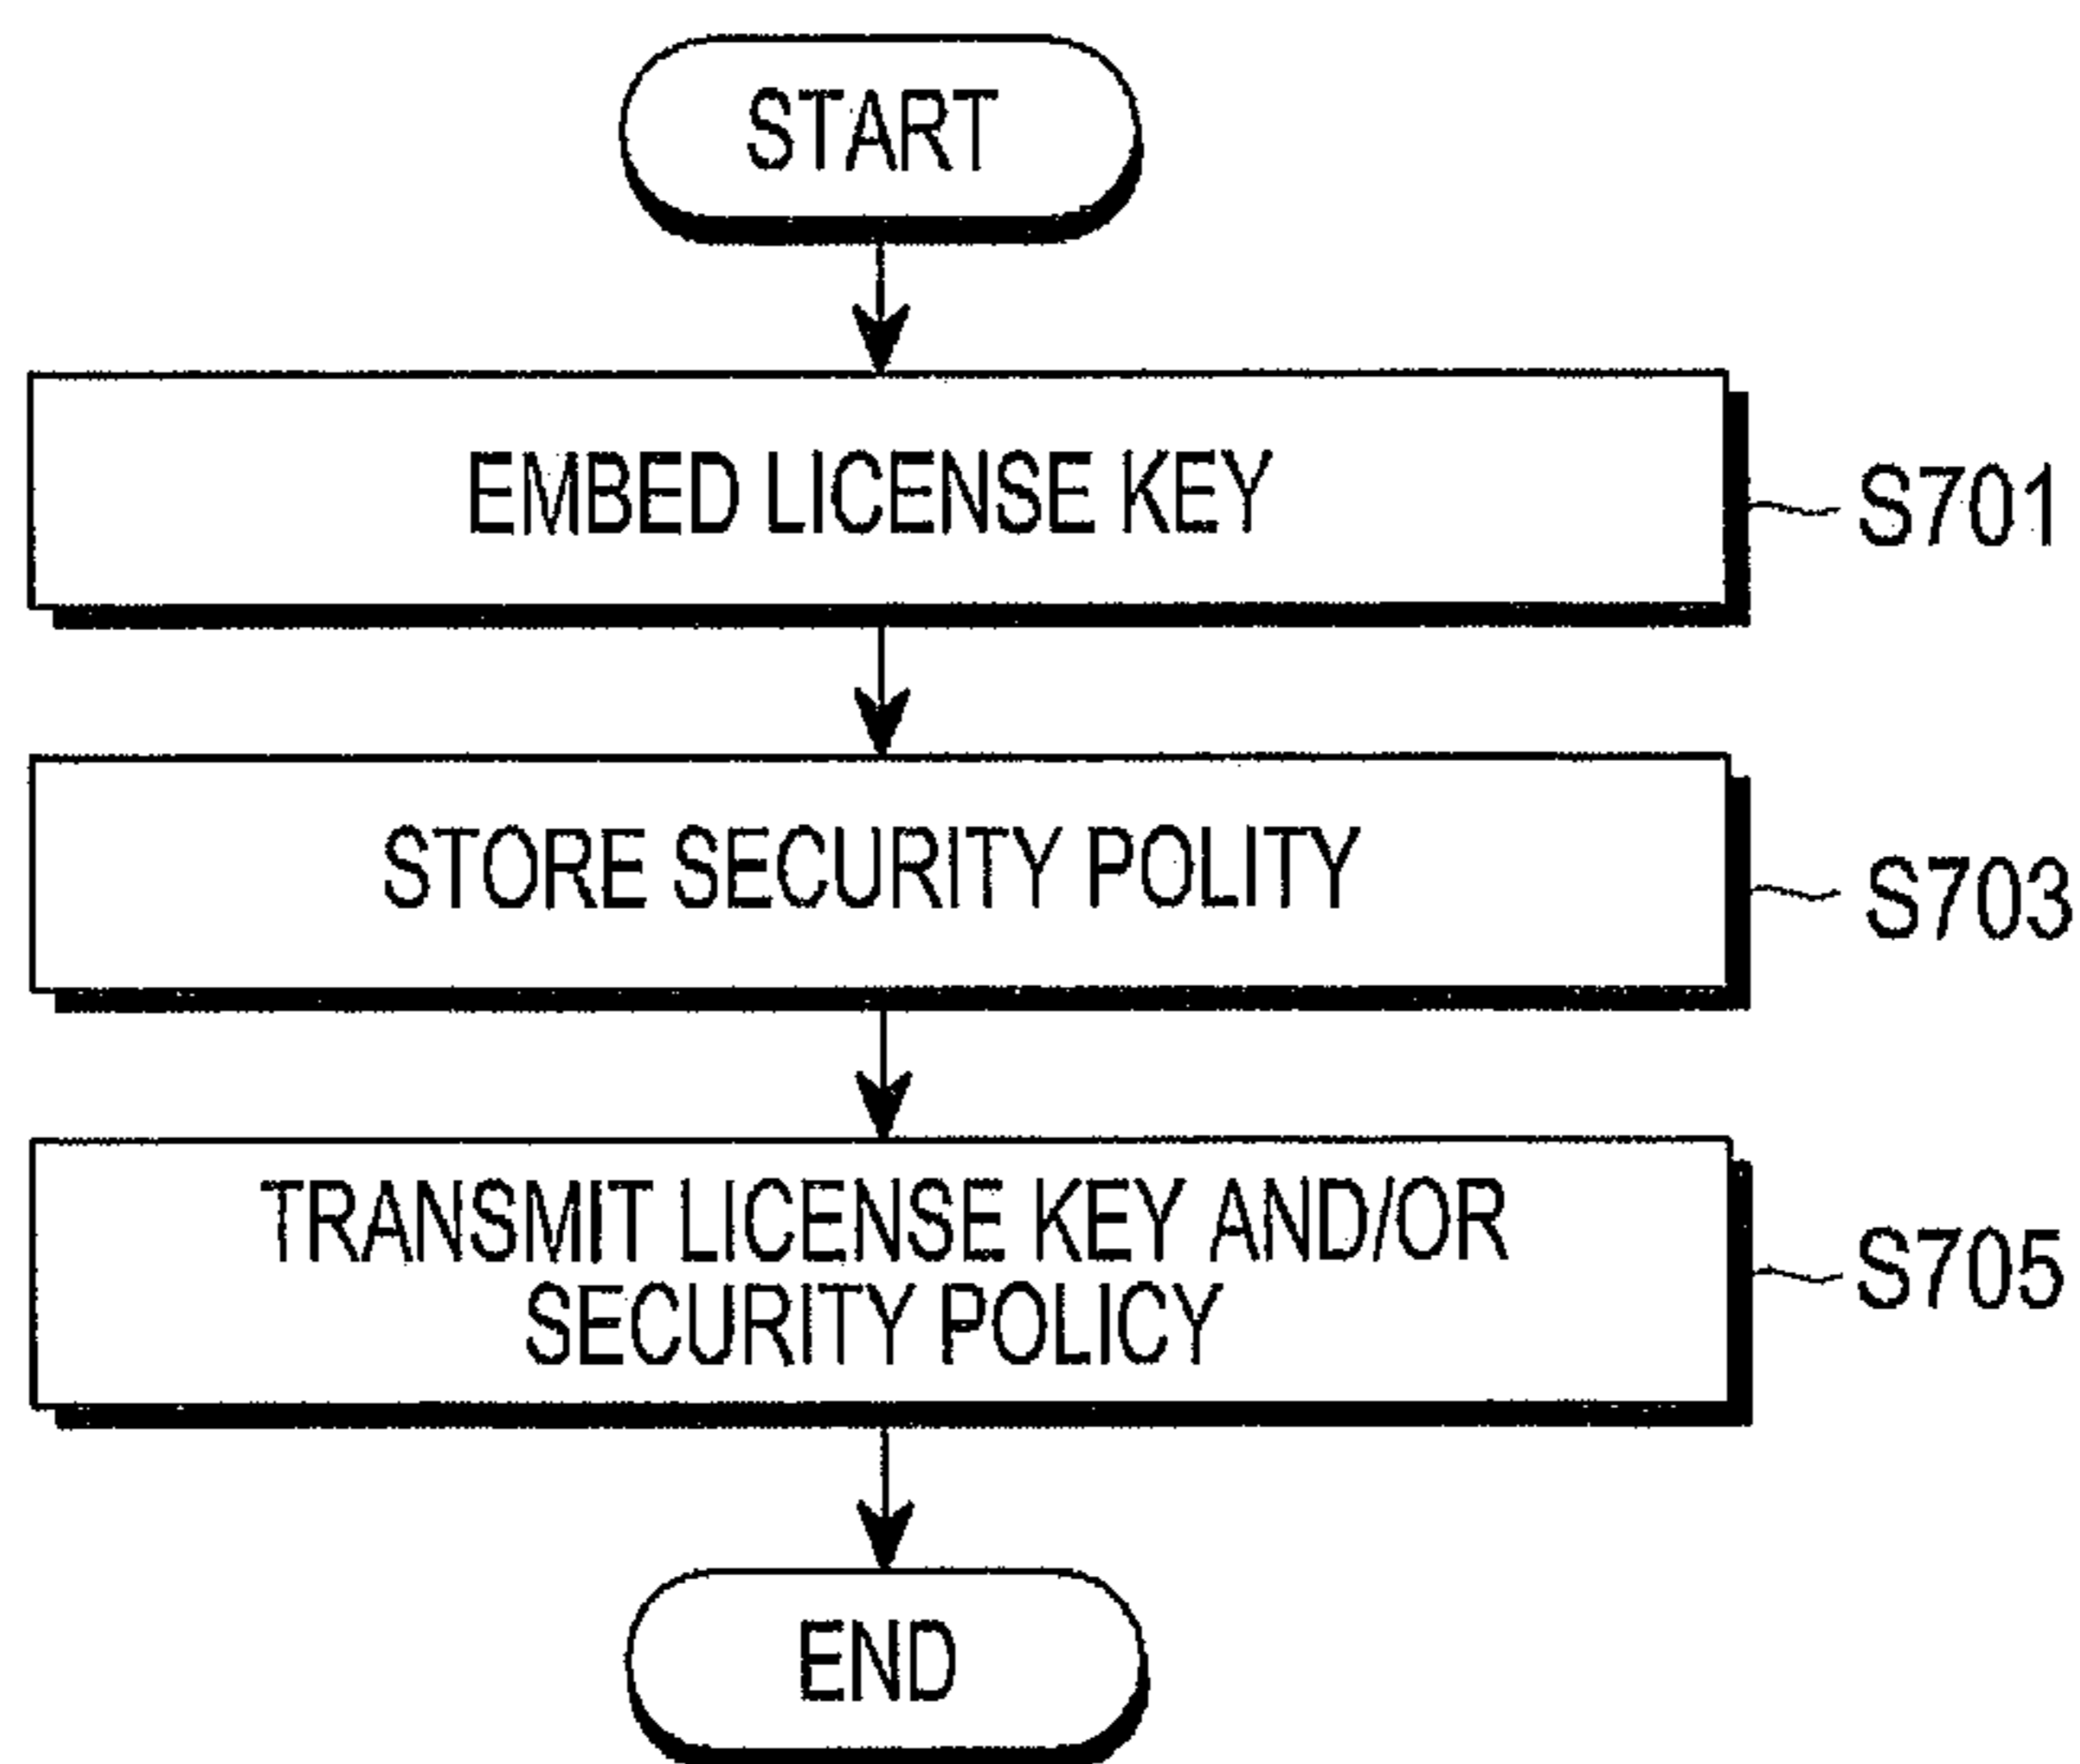 START
EMBED LICENSE KEY
S701
STORE SECURITY POLITY
S703
TRANSMIT LICENSE KEY AND/OR
SECURITY POLICY
S705
END